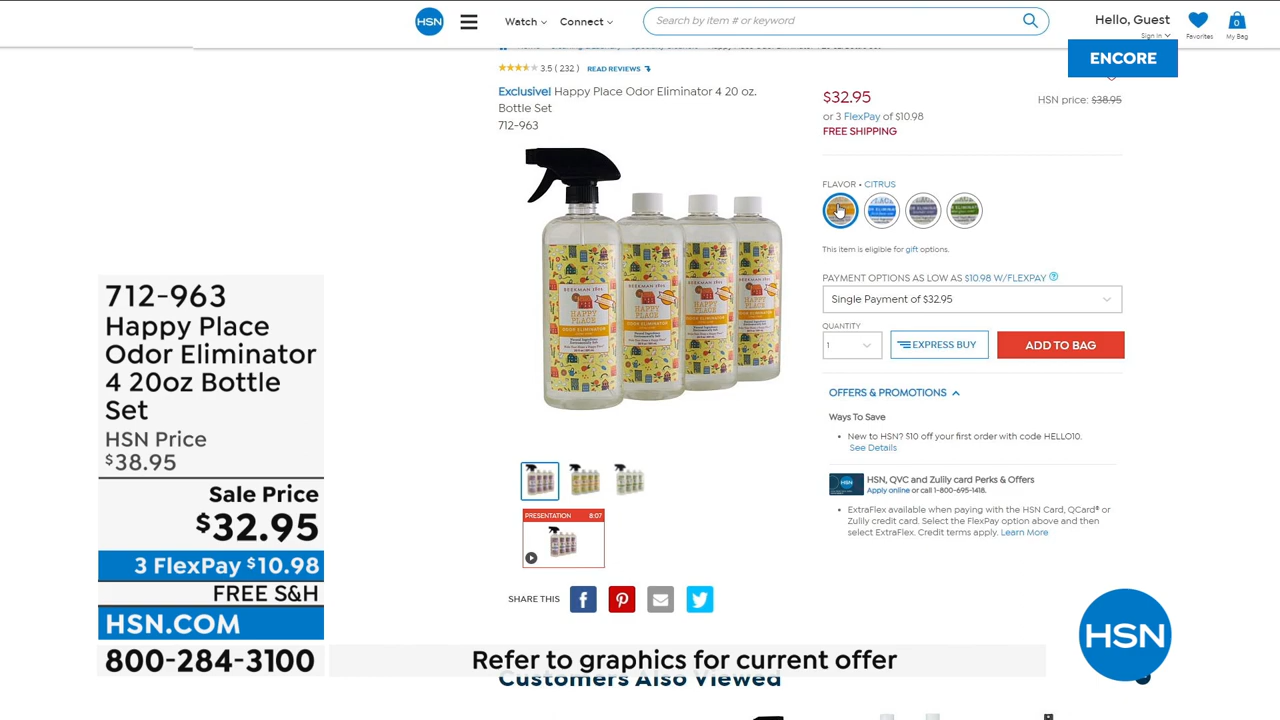 HSN
Watch
Connect
Search by item # or keyword
Hello, Guest
Sign In
Favorites
0
My Bag
ENCORE
3.5 ( 232 )
READ REVIEWS
Exclusive! Happy Place Odor Eliminator 4 20 oz.
Bottle Set
712-963
$32.95
or 3 FlexPay of $10.98
FREE SHIPPING
HSN price: $38.95
FLAVOR • CITRUS
This item is eligible for gift options.
PAYMENT OPTIONS AS LOW AS $10.98 W/FLEXPAY
Single Payment of $32.95
QUANTITY
1
EXPRESS BUY
ADD TO BAG
OFFERS & PROMOTIONS
Ways To Save
• New to HSN? $10 off your first order with code HELLO10.
See Details
HSN
HSN, QVC and Zulily card Perks & Offers
Apply online or call 1-800-695-1418.
• ExtraFlex available when paying with the HSN Card, QCard® or
Zulily credit card. Select the FlexPay option above and then
select ExtraFlex. Credit terms apply. Learn More
BEEKMAN 1802
HAPPY
PLACE
ODOR ELIMINATOR
PRESENTATION 8:07
SHARE THIS
712-963
Happy Place
Odor Eliminator
4 20oz Bottle
Set
HSN Price
$38.95
Sale Price
$32.95
3 FlexPay $10.98
FREE S&H
HSN.COM
800-284-3100
Refer to graphics for current offer
Customers Also Viewed
HSN